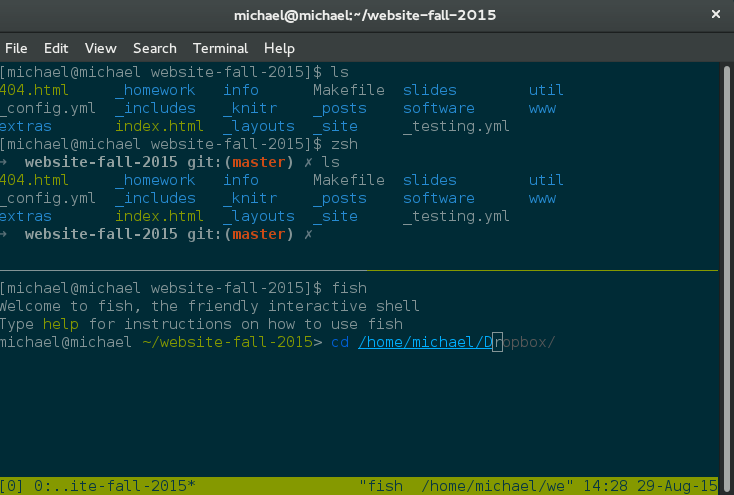 michael@michael:~/website-fall-2015 ×
File Edit View Search Terminal Help
[michael@michael website-fall-2015]$ ls
404.html _homework info Makefile slides util
_config.yml _includes _knitr _posts software www
extras index.html _layouts _site _testing.yml
[michael@michael website-fall-2015]$ zsh
➜ website-fall-2015 git:(master) ✗ ls
404.html _homework info Makefile slides util
_config.yml _includes _knitr _posts software www
extras index.html _layouts _site _testing.yml
➜ website-fall-2015 git:(master) ✗
[michael@michael website-fall-2015]$ fish
Welcome to fish, the friendly interactive shell
Type help for instructions on how to use fish
michael@michael ~/website-fall-2015> cd /home/michael/Dropbox/
[0] 0:..ite-fall-2015* "fish /home/michael/we" 14:28 29-Aug-15